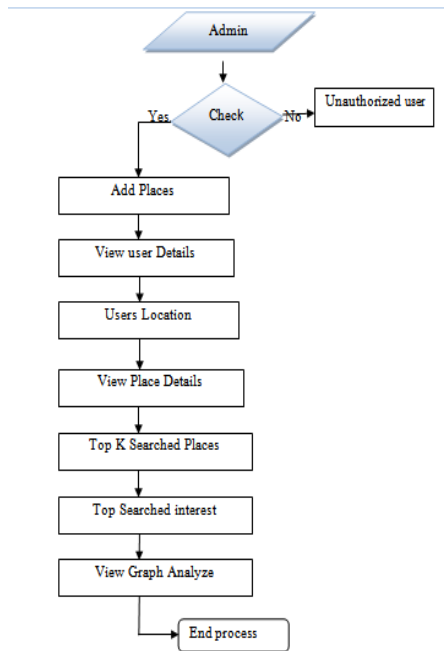 Admin
Check
Yes
No
Unauthorized user
Add Places
View user Details
Users Location
View Place Details
Top K Searched Places
Top Searched interest
View Graph Analyze
End process